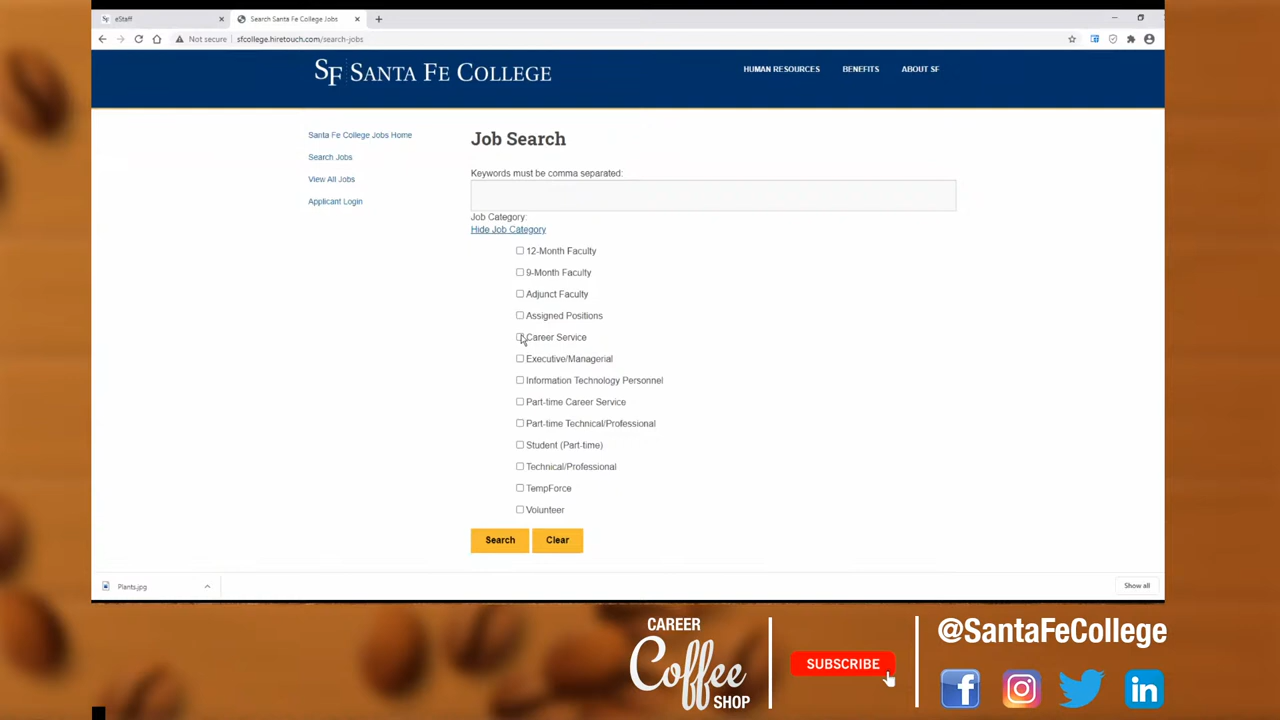 eStaff
Search Santa Fe College Jobs
Not secure sfcollege.hiretouch.com/search-jobs
SF SANTA FE COLLEGE
HUMAN RESOURCES BENEFITS ABOUT SF
Santa Fe College Jobs Home
Search Jobs
View All Jobs
Applicant Login
Job Search
Keywords must be comma separated:
Job Category:
Hide Job Category
12-Month Faculty
9-Month Faculty
Adjunct Faculty
Assigned Positions
Career Service
Executive/Managerial
Information Technology Personnel
Part-time Career Service
Part-time Technical/Professional
Student (Part-time)
Technical/Professional
TempForce
Volunteer
Search Clear
Plants.jpg
Show all
CAREER
Coffee
SHOP
SUBSCRIBE
@SantaFeCollege
f
in